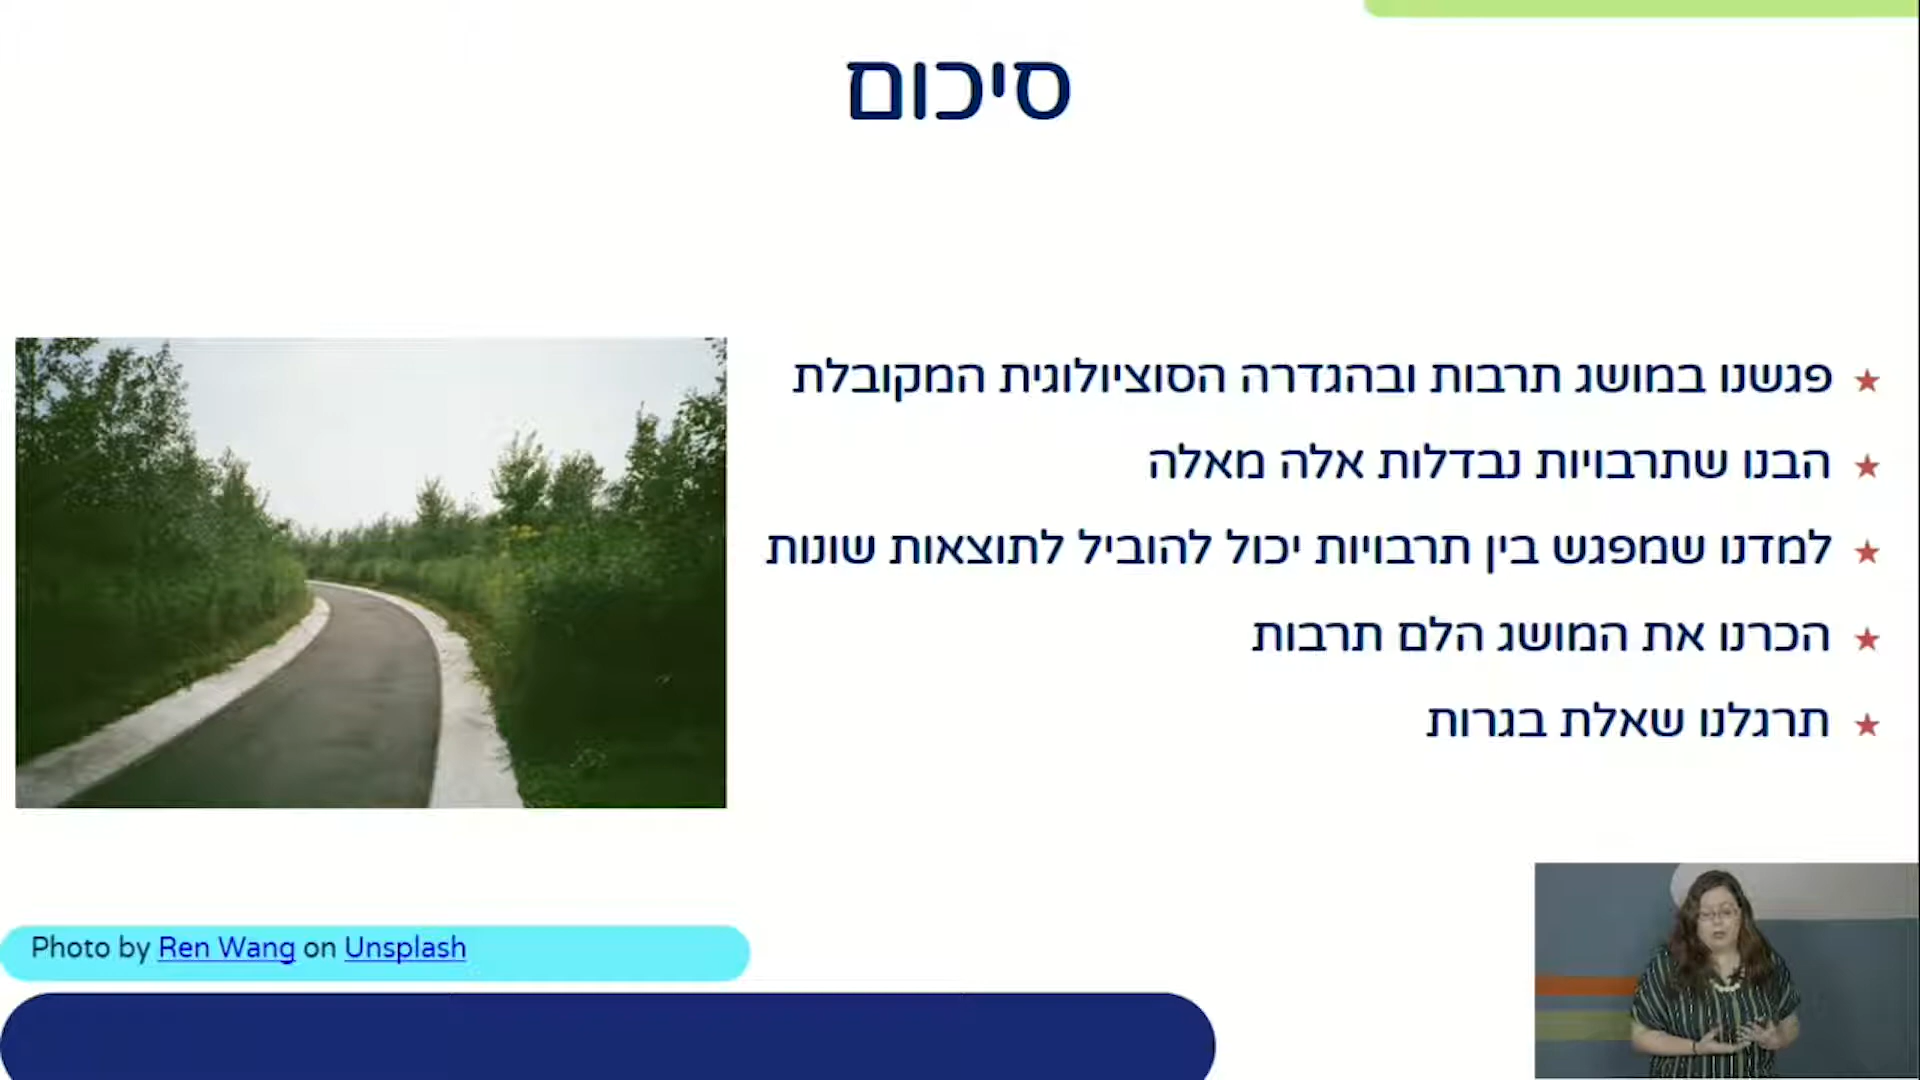 סיכום
פגשנו במושג תרבות ובהגדרה הסוציולוגית המקובלת
הבנו שתרבויות נבדלות אלה מאלה
למדנו שמפגש בין תרבויות יכול להוביל לתוצאות שונות
הכרנו את המושג הלם תרבות
תרגלנו שאלת בגרות
Photo by Ren Wang on Unsplash